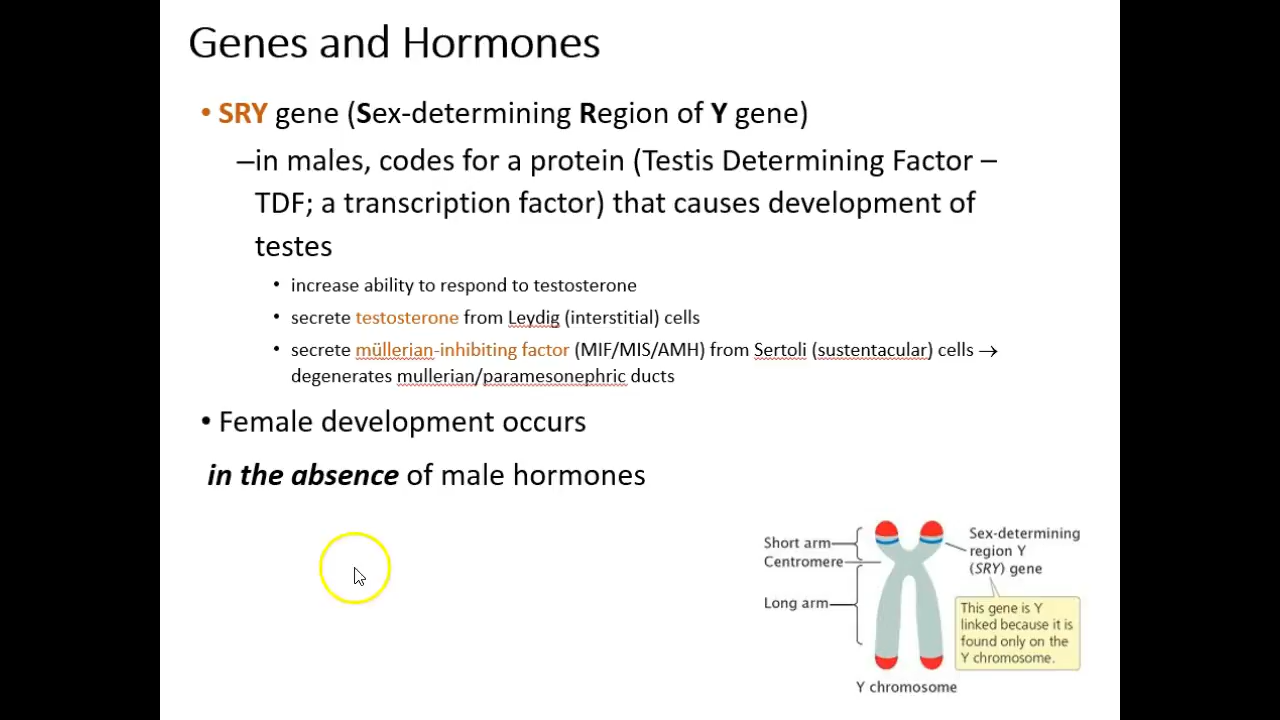 Genes and Hormones
• SRY gene (Sex-determining Region of Y gene)
–in males, codes for a protein (Testis Determining Factor –
TDF; a transcription factor) that causes development of
testes
• increase ability to respond to testosterone
• secrete testosterone from Leydig (interstitial) cells
• secrete müllerian-inhibiting factor (MIF/MIS/AMH) from Sertoli (sustentacular) cells →
degenerates mullerian/paramesonephric ducts
• Female development occurs
in the absence of male hormones
Short arm
Centromere
Long arm
Sex-determining
region Y
(SRY) gene
This gene is Y
linked because it is
found only on the
Y chromosome.
Y chromosome